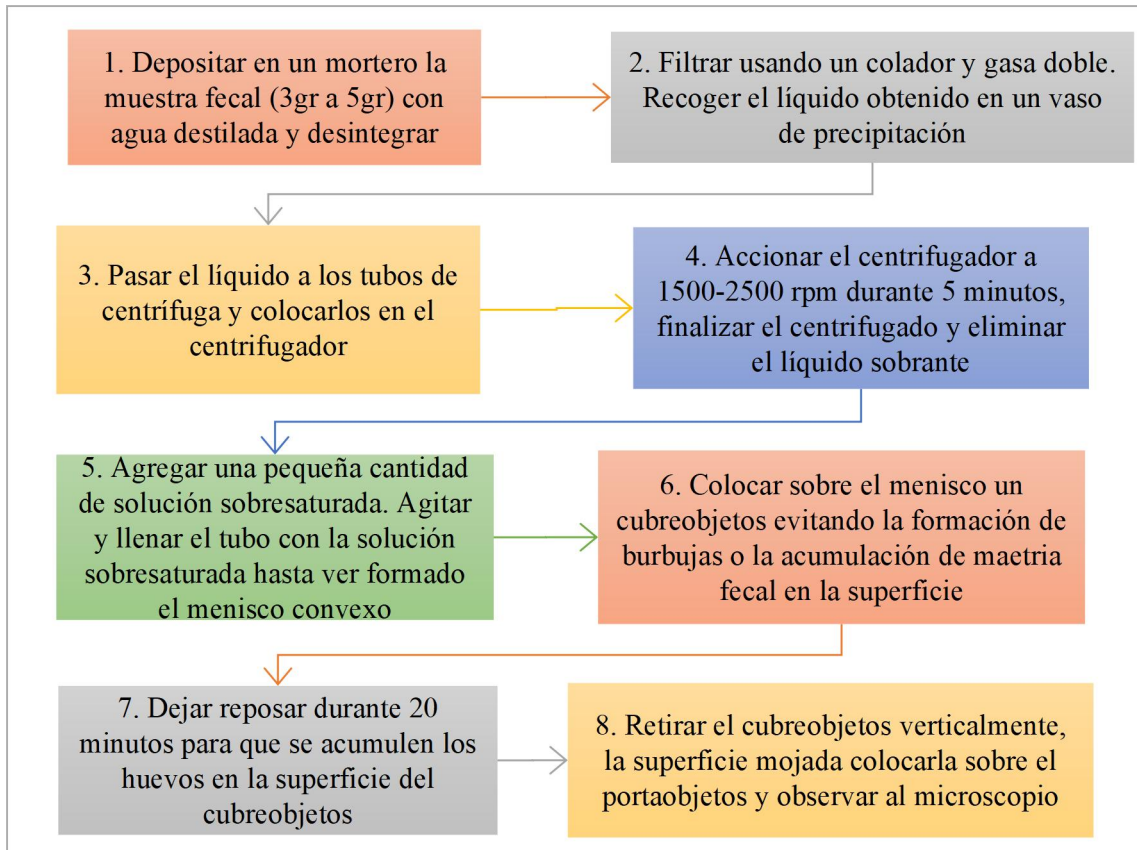 1. Depositar en un mortero la
muestra fecal (3gr a 5gr) con
agua destilada y desintegrar
2. Filtrar usando un colador y gasa doble.
Recoger el líquido obtenido en un vaso
de precipitación
3. Pasar el líquido a los tubos de
centrífuga y colocarlos en el
centrifugador
4. Accionar el centrifugador a
1500-2500 rpm durante 5 minutos,
finalizar el centrifugado y eliminar
el líquido sobrante
5. Agregar una pequeña cantidad
de solución sobresaturada. Agitar
y llenar el tubo con la solución
sobresaturada hasta ver formado
el menisco convexo
6. Colocar sobre el menisco un
cubreobjetos evitando la formación de
burbujas o la acumulación de maetria
fecal en la superficie
7. Dejar reposar durante 20
minutos para que se acumulen los
huevos en la superficie del
cubreobjetos
8. Retirar el cubreobjetos verticalmente,
la superficie mojada colocarla sobre el
portaobjetos y observar al microscopio